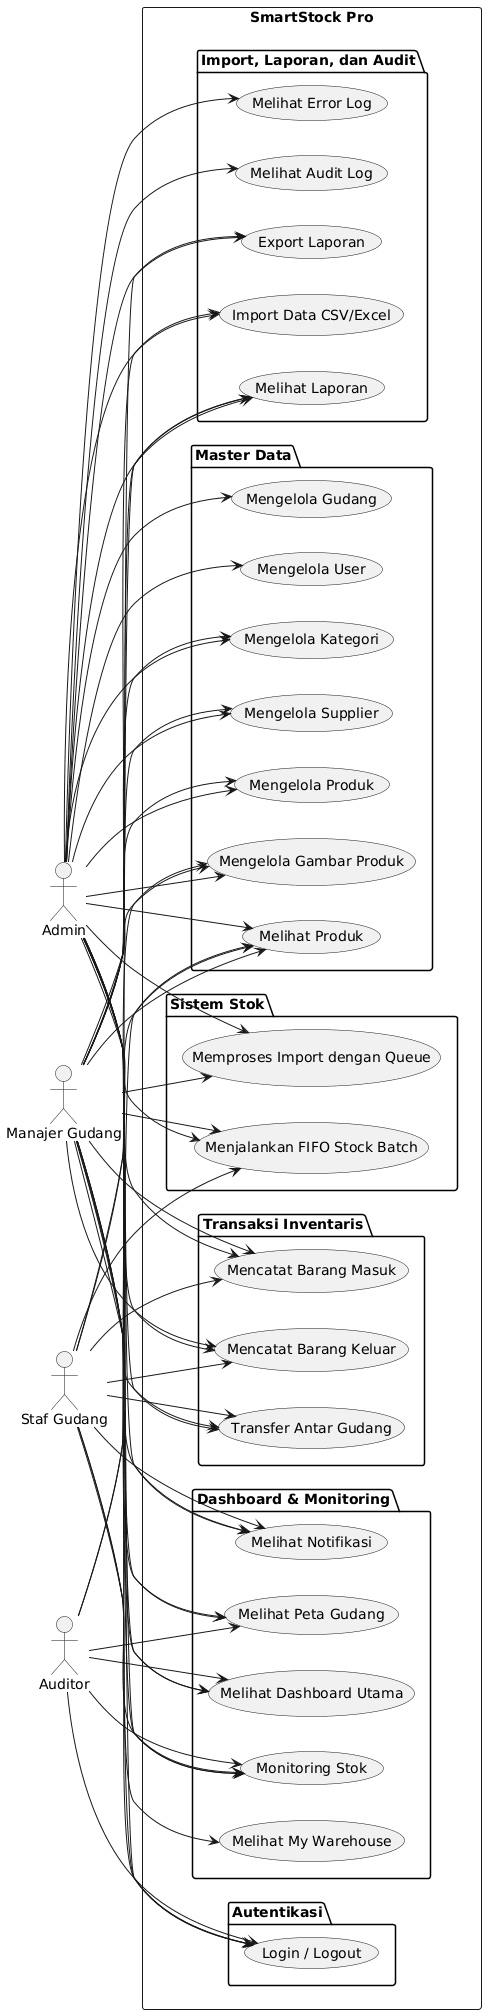 SmartStock Pro
Import, Laporan, dan Audit
Melihat Error Log
Melihat Audit Log
Export Laporan
Import Data CSV/Excel
Melihat Laporan
Master Data
Mengelola Gudang
Mengelola User
Mengelola Kategori
Mengelola Supplier
Mengelola Produk
Mengelola Gambar Produk
Melihat Produk
Admin
Sistem Stok
Memproses Import dengan Queue
Menjalankan FIFO Stock Batch
Manajer Gudang
Transaksi Inventaris
Mencatat Barang Masuk
Mencatat Barang Keluar
Transfer Antar Gudang
Staf Gudang
Dashboard & Monitoring
Melihat Notifikasi
Melihat Peta Gudang
Melihat Dashboard Utama
Monitoring Stok
Melihat My Warehouse
Auditor
Autentikasi
Login / Logout